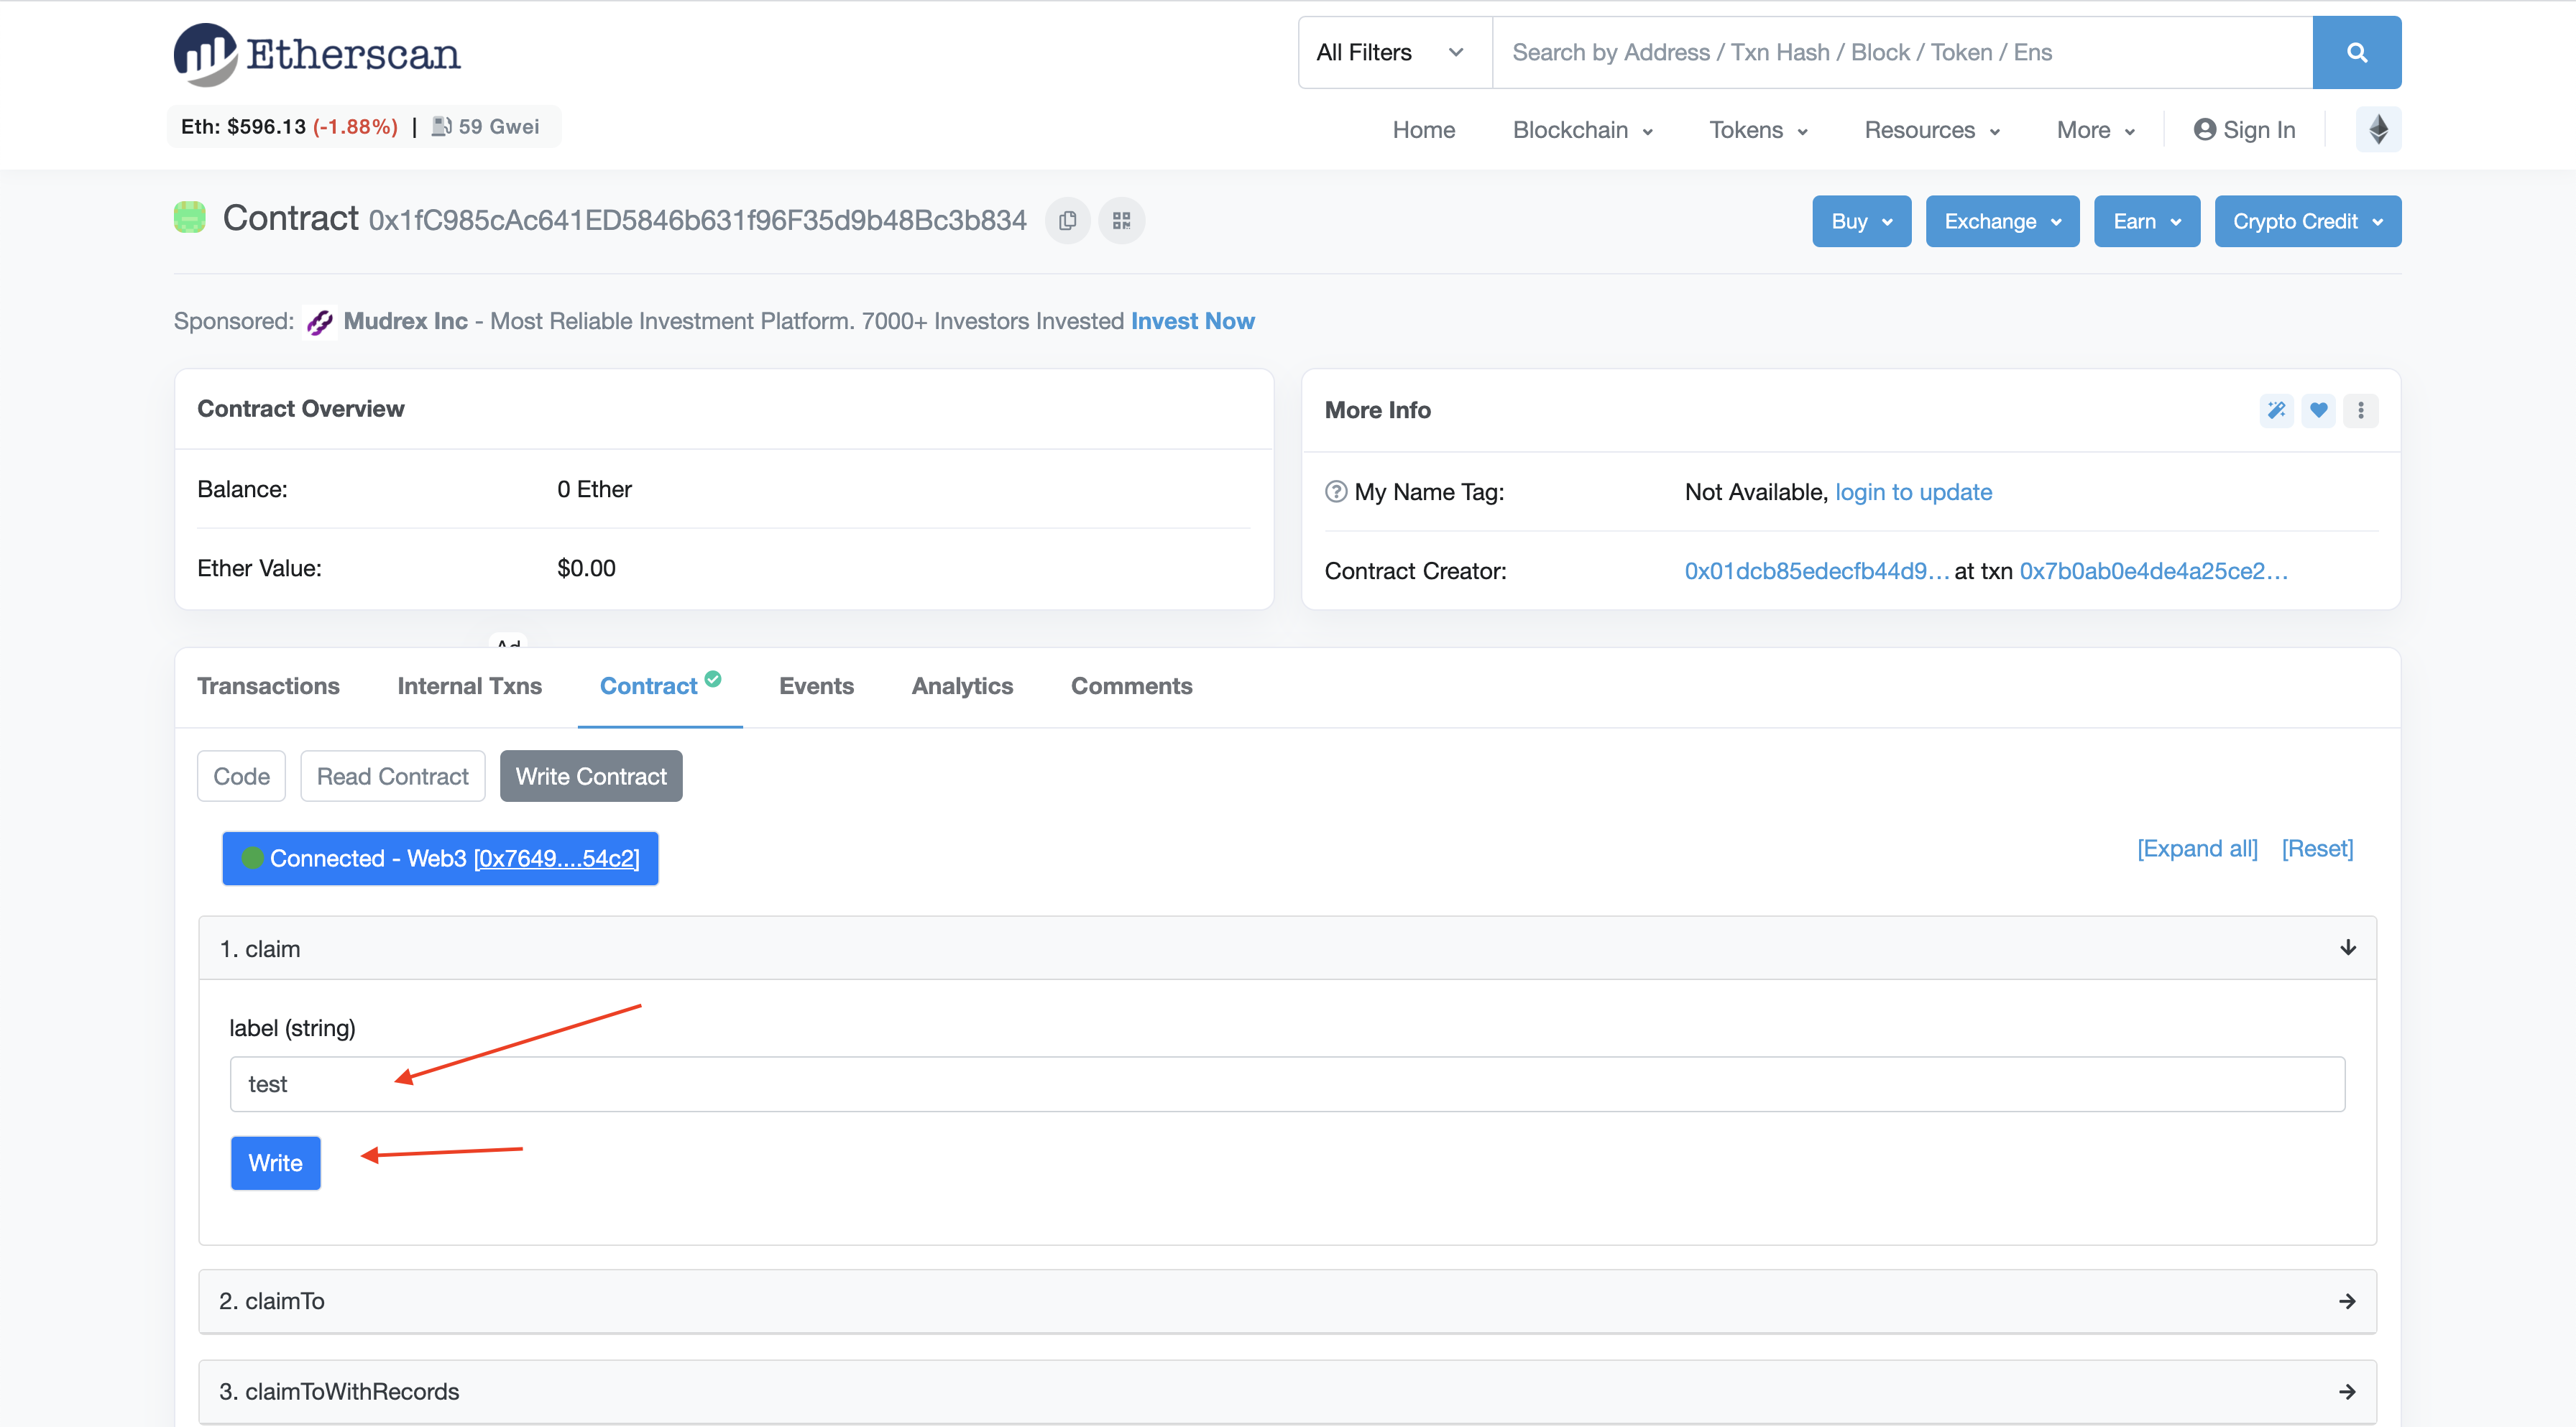 Etherscan
All Filters
Search by Address / Txn Hash / Block / Token / Ens
Eth: $596.13 (-1.88%) | 59 Gwei
Home Blockchain Tokens Resources More Sign In
Contract 0x1fC985cAc641ED5846b631f96F35d9b48Bc3b834
Buy Exchange Earn Crypto Credit
Sponsored: Mudrex Inc - Most Reliable Investment Platform. 7000+ Investors Invested Invest Now
Contract Overview
Balance: 0 Ether
Ether Value: $0.00
More Info
My Name Tag: Not Available, login to update
Contract Creator: 0x01dcb85edecfb44d9... at txn 0x7b0ab0e4de4a25ce2...
Ad
Transactions Internal Txns Contract Events Analytics Comments
Code Read Contract Write Contract
Connected - Web3 [0x7649....54c2]
[Expand all] [Reset]
1. claim
label (string)
test
Write
2. claimTo
3. claimToWithRecords